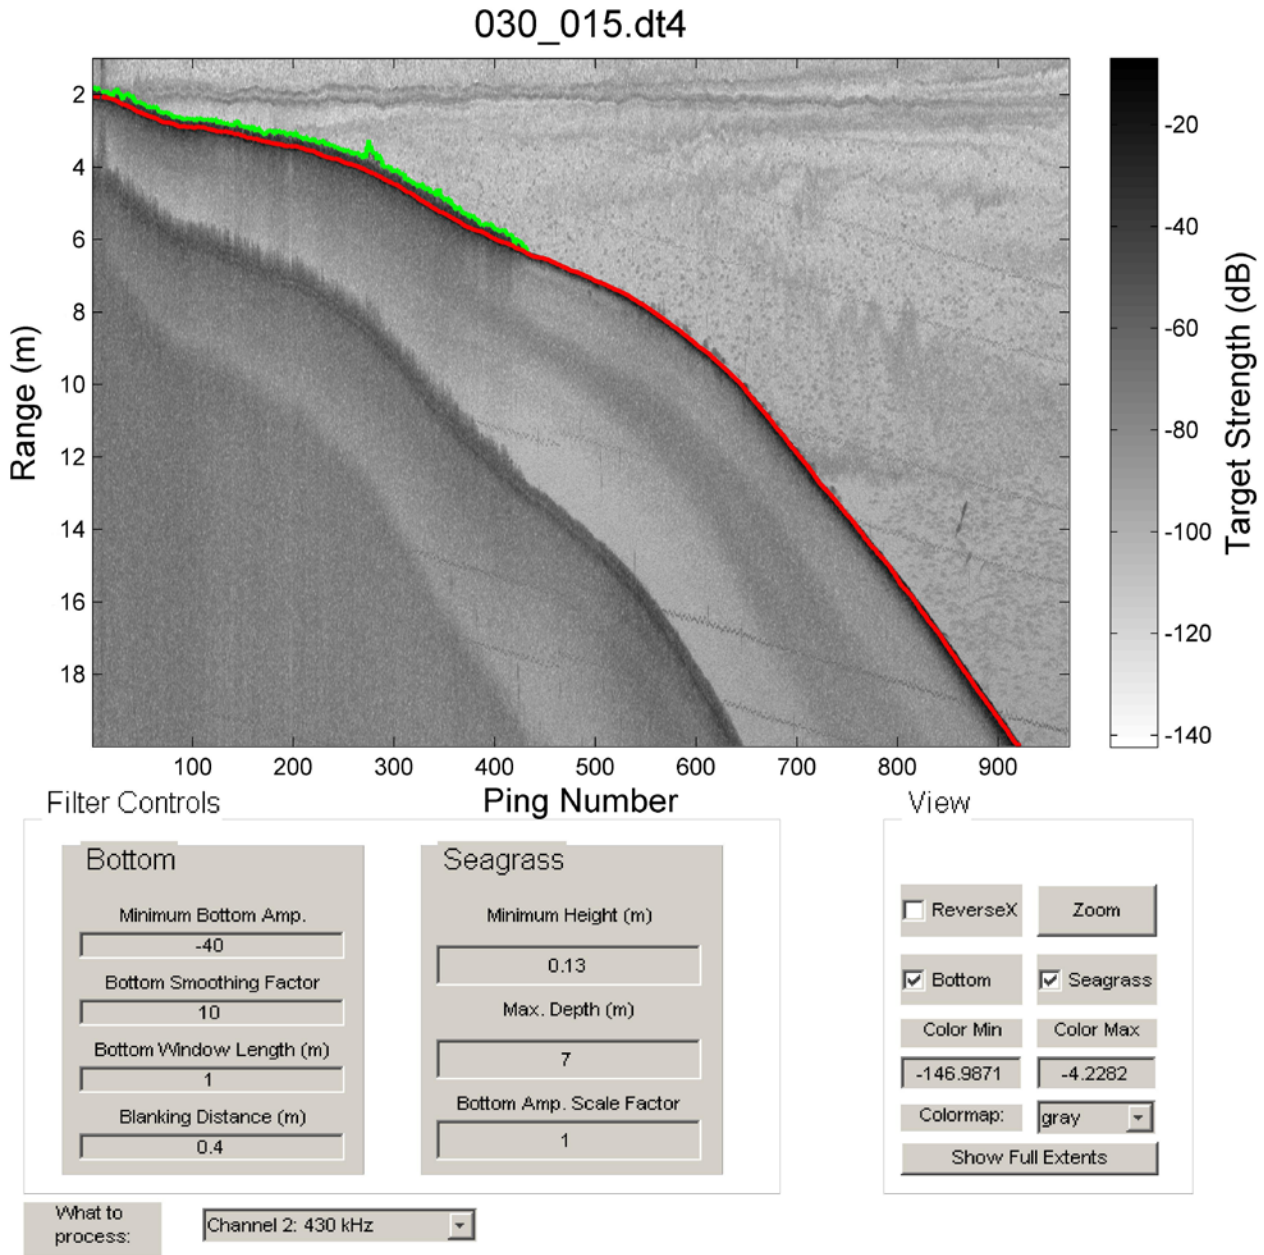 030_015.dt4
2
4
6
8
10
12
14
16
18
Range (m)
100 200 300 400 500 600 700 800 900
Ping Number
-20
-40
-60
-80
-100
-120
-140
Target Strength (dB)
Filter Controls
Bottom
Minimum Bottom Amp.
-40
Bottom Smoothing Factor
10
Bottom Window Length (m)
1
Blanking Distance (m)
0.4
Seagrass
Minimum Height (m)
0.13
Max. Depth (m)
7
Bottom Amp. Scale Factor
1
View
ReverseX Zoom
Bottom Seagrass
Color Min Color Max
-146.9871 -4.2282
Colormap: gray
Show Full Extents
What to
process:
Channel 2: 430 kHz